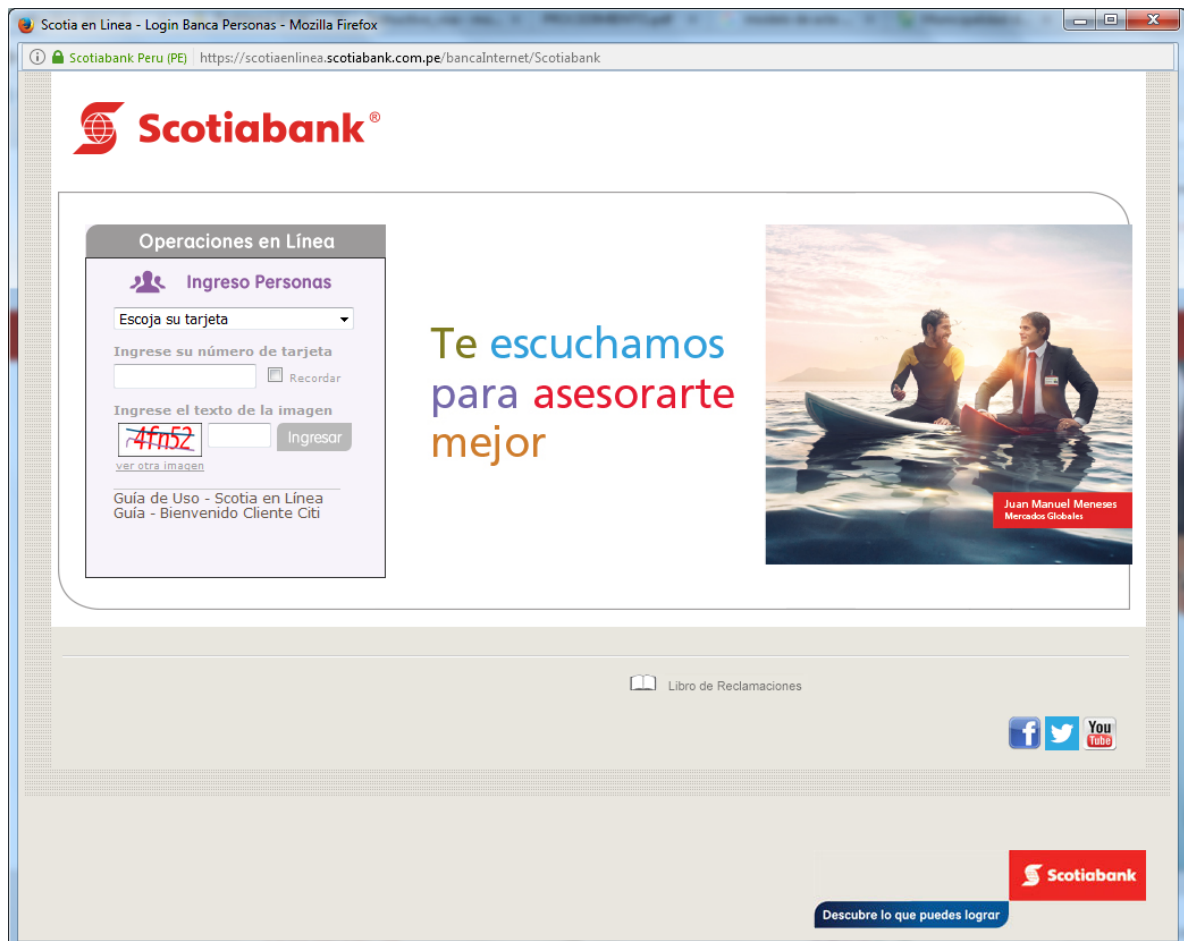 Scotia en Linea - Login Banca Personas - Mozilla Firefox
Scotiabank Peru (PE) https://scotiaenlinea.scotiabank.com.pe/bancaInternet/Scotiabank
Scotiabank®
Operaciones en Línea
Ingreso Personas
Escoja su tarjeta
Ingrese su número de tarjeta
Recordar
Ingrese el texto de la imagen
4fn52
Ingresar
ver otra imagen
Guía de Uso - Scotia en Línea
Guía - Bienvenido Cliente Citi
Te escuchamos
para asesorarte
mejor
Juan Manuel Meneses
Mercados Globales
Libro de Reclamaciones
f
You
Tube
Scotiabank
Descubre lo que puedes lograr